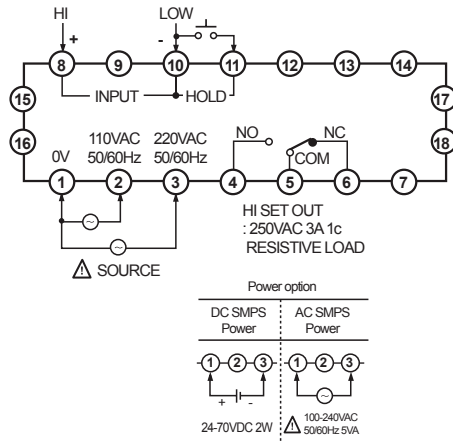 HI
LOW
+
-
8
9
10
11
12
13
14
INPUT
HOLD
15
17
16
18
0V
110VAC
50/60Hz
220VAC
50/60Hz
NO
NC
COM
1
2
3
4
5
6
7
HI SET OUT
: 250VAC 3A 1c
RESISTIVE LOAD
SOURCE
Power option
DC SMPS
Power
AC SMPS
Power
1
2
3
1
2
3
+
-
24-70VDC 2W
100-240VAC
50/60Hz 5VA